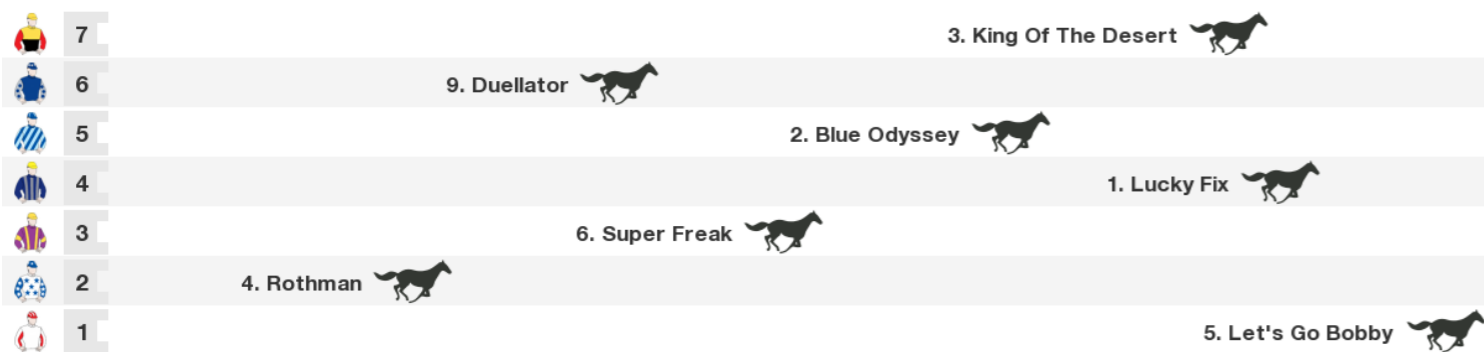 7 3. King Of The Desert
6 9. Duellator
5 2. Blue Odyssey
4 1. Lucky Fix
3 6. Super Freak
2 4. Rothman
1 5. Let's Go Bobby